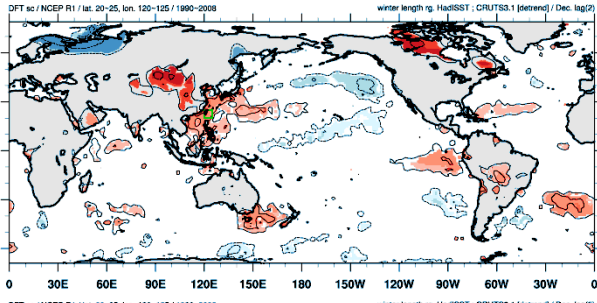 DFT sc / NCEP R1 / lat. 20~25, lon. 120~125 / 1990~2008
winter length rg. HadISST ; CRUTS3.1 [detrend] / Dec. lag(2)
0 30E 60E 90E 120E 150E 180 150W 120W 90W 60W 30W 0